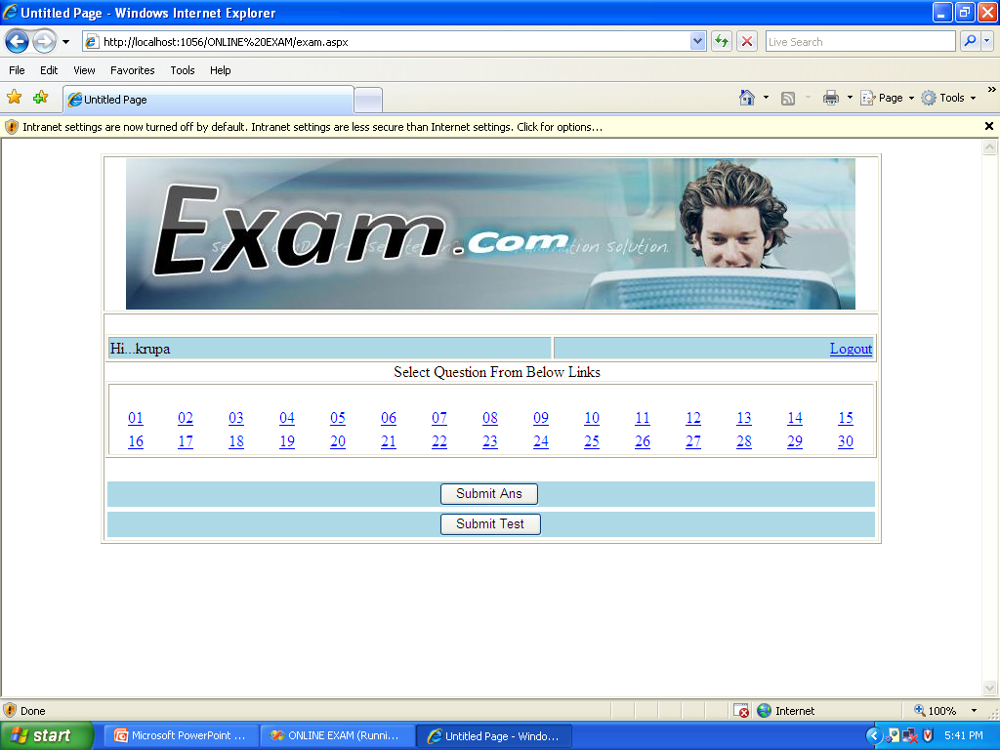 Untitled Page - Windows Internet Explorer
http://localhost:1056/ONLINE%20EXAM/exam.aspx
Live Search
File Edit View Favorites Tools Help
Untitled Page
Page Tools
Intranet settings are now turned off by default. Intranet settings are less secure than Internet settings. Click for options...
Exam.com
solution.
Hi...krupa Logout
Select Question From Below Links
01 02 03 04 05 06 07 08 09 10 11 12 13 14 15
16 17 18 19 20 21 22 23 24 25 26 27 28 29 30
Submit Ans
Submit Test
Done Internet 100%
start Microsoft PowerPoint ... ONLINE EXAM (Runni... Untitled Page - Windo... 5:41 PM